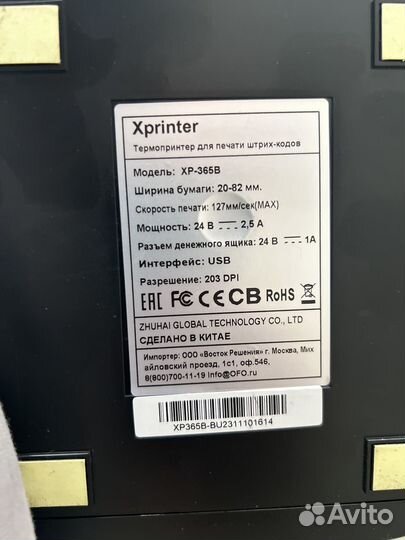 Xprinter
Термопринтер для печати штрих-кодов
Модель: XP-365B
Ширина бумаги: 20-82 мм.
Скорость печати: 127мм/сек(MAX)
Мощность: 24 В 2,5 А
Разъем денежного ящика: 24 В 1А
Интерфейс: USB
Разрешение: 203 DPI
EAC FC CE CB RoHS
ZHUHAI GLOBAL TECHNOLOGY CO., LTD
СДЕЛАНО В КИТАЕ
Импортер: ООО «Восток Решения» г. Москва, Мих
айловский проезд, 1с1, оф.546,
8(800)700-11-19 info@OFO.ru
XP365B-BU2311101614
Avito